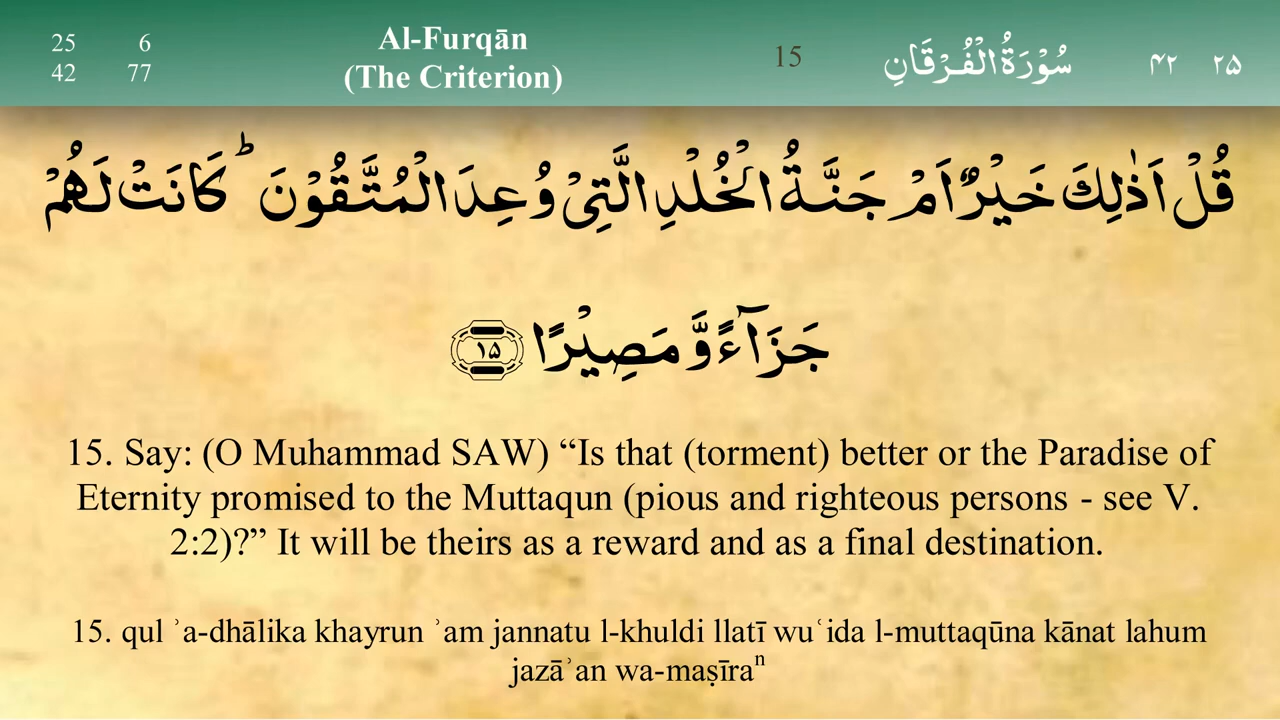 25 6
42 77
Al-Furqān
(The Criterion)
15
سُوْرَةُ الْفُرْقَانِ
۴۲ ۲۵
قُلْ اَذٰلِكَ خَيْرٌ اَمْ جَنَّةُ الْخُلْدِ الَّتِىْ وُعِدَ الْمُتَّقُوْنَ ؕ كَانَتْ لَهُمْ
جَزَآءً وَّ مَصِيْرًا ۱۵
15. Say: (O Muhammad SAW) “Is that (torment) better or the Paradise of
Eternity promised to the Muttaqun (pious and righteous persons - see V.
2:2)?” It will be theirs as a reward and as a final destination.
15. qul ʾa-dhālika khayrun ʾam jannatu l-khuldi llatī wuʿida l-muttaqūna kānat lahum
jazāʾan wa-maṣīraⁿ